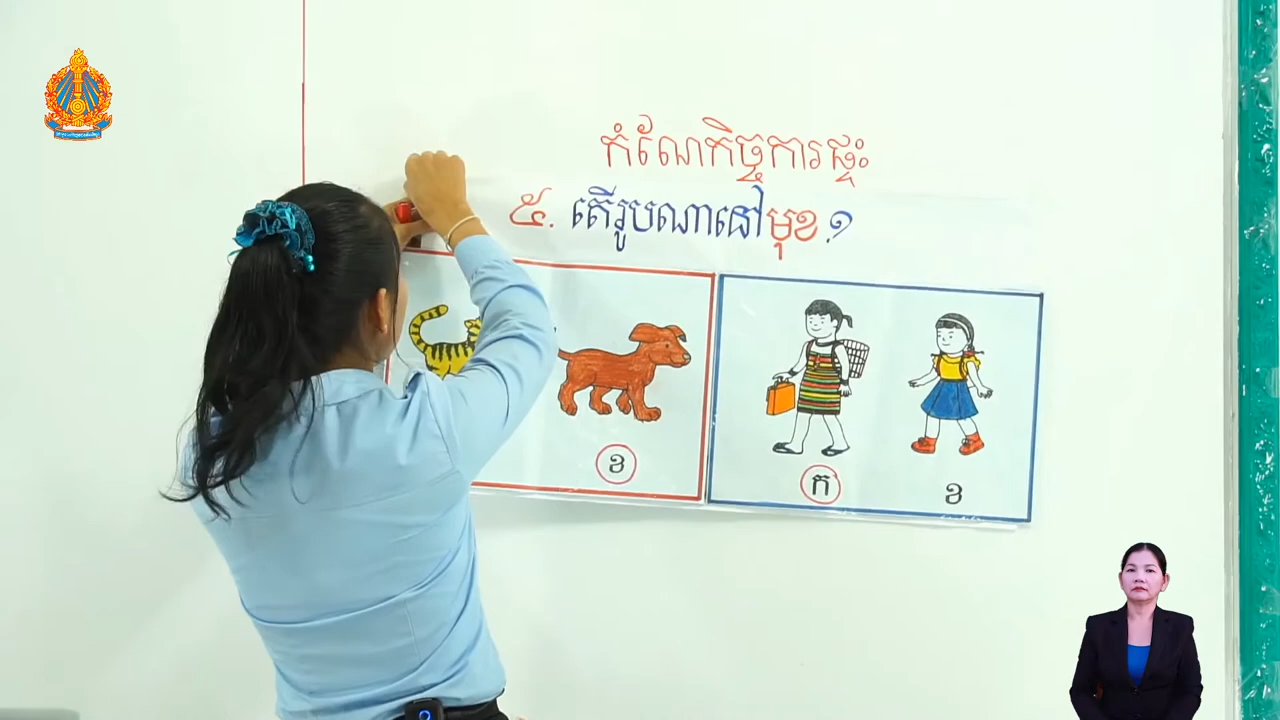 កំណែកិច្ចការផ្ទះ
៥. តើរូបណានៅមុខ.១
ខ
ក
ខ